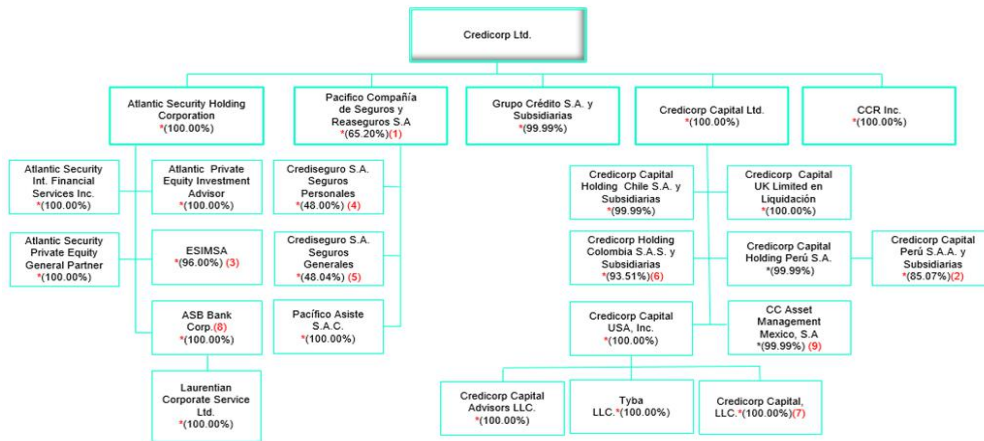 Credicorp Ltd.
Atlantic Security Holding
Corporation
*(100.00%)
Pacifico Compañía
de Seguros y
Reaseguros S.A
*(65.20%)(1)
Grupo Crédito S.A. y
Subsidiarias
*(99.99%)
Credicorp Capital Ltd.
*(100.00%)
CCR Inc.
*(100.00%)
Atlantic Security
Int. Financial
Services Inc.
*(100.00%)
Atlantic Private
Equity Investment
Advisor
*(100.00%)
Crediseguro S.A.
Seguros
Personales
*(48.00%) (4)
Credicorp Capital
Holding Chile S.A. y
Subsidiarias
*(99.99%)
Credicorp Capital
UK Limited en
Liquidación
*(100.00%)
Atlantic Security
Private Equity
General Partner
*(100.00%)
ESIMSA
*(96.00%) (3)
Crediseguro S.A.
Seguros
Generales
*(48.04%) (5)
Credicorp Holding
Colombia S.A.S. y
Subsidiarias
*(93.51%)(6)
Credicorp Capital
Holding Perú S.A.
*(99.99%)
Credicorp Capital
Perú S.A.A. y
Subsidiarias
*(85.07%)(2)
ASB Bank
Corp.(8)
*(100.00%)
Pacífico Asiste
S.A.C.
*(100.00%)
Credicorp Capital
USA, Inc.
*(100.00%)
CC Asset
Management
Mexico, S.A
*(99.99%) (9)
Laurentian
Corporate Service
Ltd.
*(100.00%)
Credicorp Capital
Advisors LLC.
*(100.00%)
Tyba
LLC.*(100.00%)
Credicorp Capital,
LLC.*(100.00%)(7)